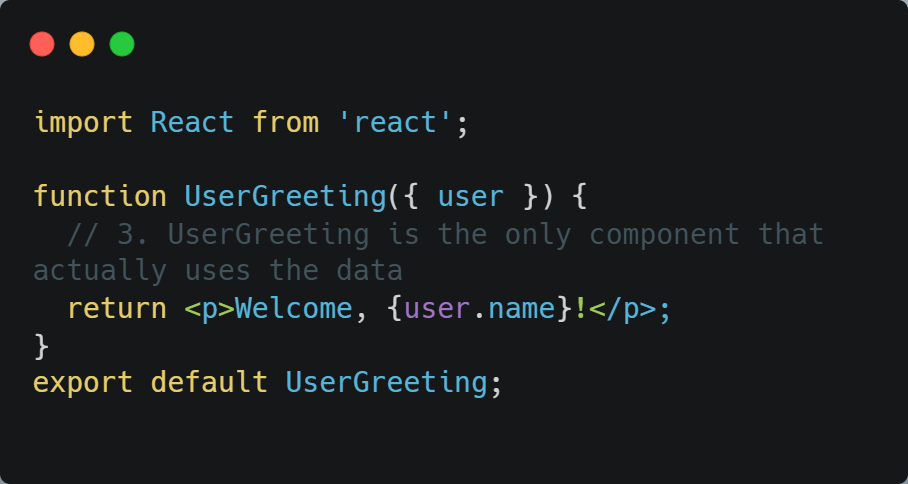 import React from 'react';
function UserGreeting({ user }) {
// 3. UserGreeting is the only component that
actually uses the data
return <p>Welcome, {user.name}!</p>;
}
export default UserGreeting;